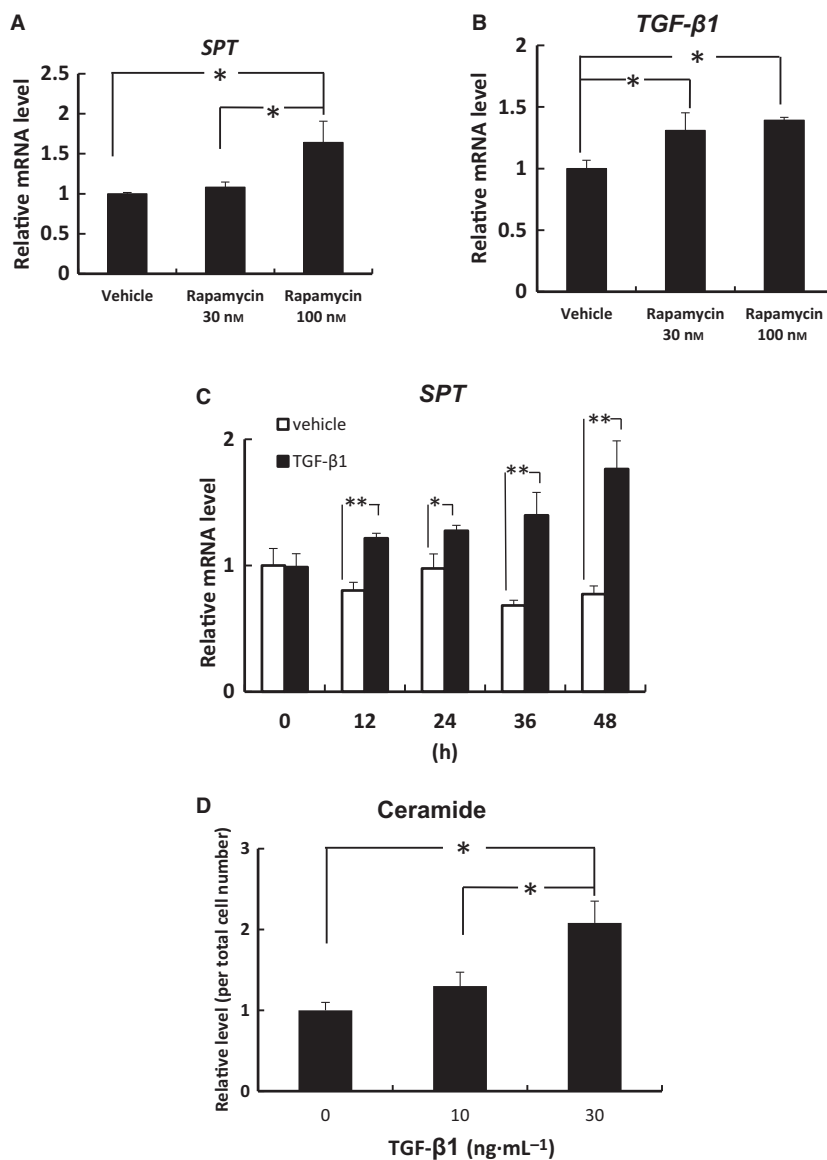 A
SPT
Relative mRNA level
2.5
2
1.5
1
0.5
0
*
*
Vehicle
Rapamycin
30 nM
Rapamycin
100 nM
B
TGF-β1
Relative mRNA level
2
1.5
1
0.5
0
*
*
Vehicle
Rapamycin
30 nM
Rapamycin
100 nM
C
SPT
vehicle
TGF-β1
Relative mRNA level
2
1
0
**
*
**
**
0 12 24 36 48
(h)
D
Ceramide
Relative level (per total cell number)
3
2
1
0
*
*
0 10 30
TGF-β1 (ng·mL⁻¹)